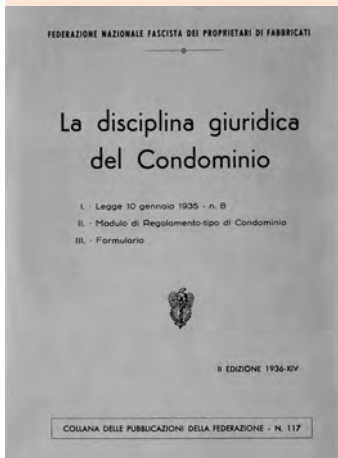 FEDERAZIONE NAZIONALE FASCISTA DEI PROPRIETARI DI FABBRICATI
La disciplina giuridica
del Condominio
I. - Legge 10 gennaio 1935 - n. 8
II. - Modulo di Regolamento-tipo di Condominio
III. - Formulario
II EDIZIONE 1936-XIV
COLLANA DELLE PUBBLICAZIONI DELLA FEDERAZIONE - N. 117